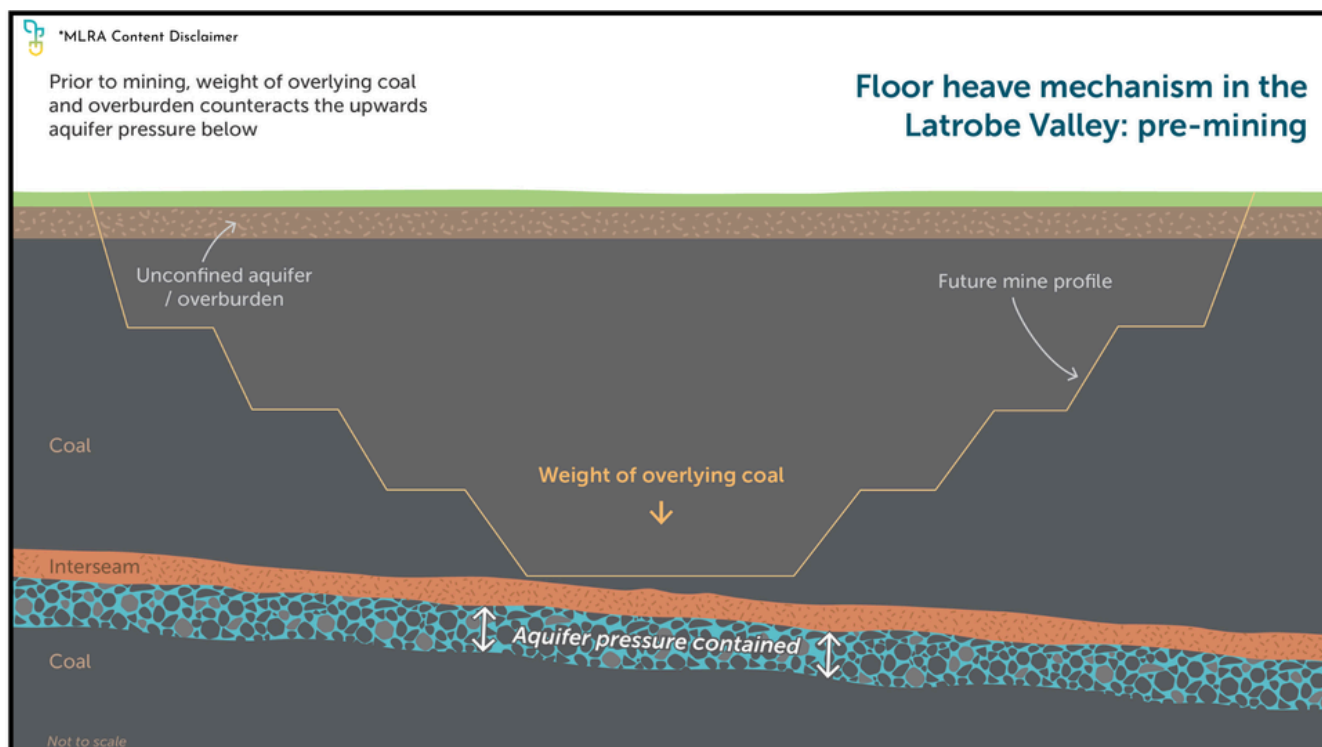 *MLRA Content Disclaimer
Prior to mining, weight of overlying coal
and overburden counteracts the upwards
aquifer pressure below
Floor heave mechanism in the
Latrobe Valley: pre-mining
Unconfined aquifer
/ overburden
Future mine profile
Coal
Weight of overlying coal
Interseam
Aquifer pressure contained
Coal
Not to scale